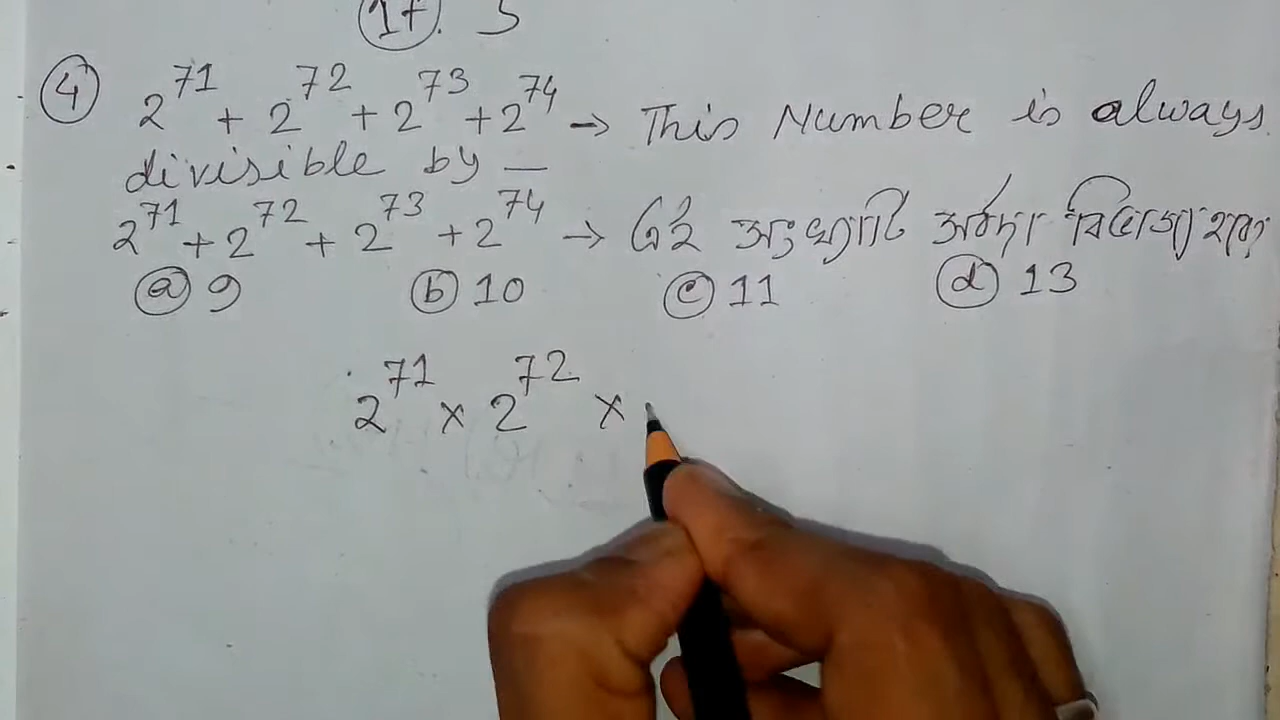 17. 5
4 2^71 + 2^72 + 2^73 + 2^74 → This Number is always
divisible by —
2^71 + 2^72 + 2^73 + 2^74 → এই সংখ্যাটি সর্বদা বিভাজ্য হবে
(a) 9 (b) 10 (c) 11 (d) 13
2^71 × 2^72 ×